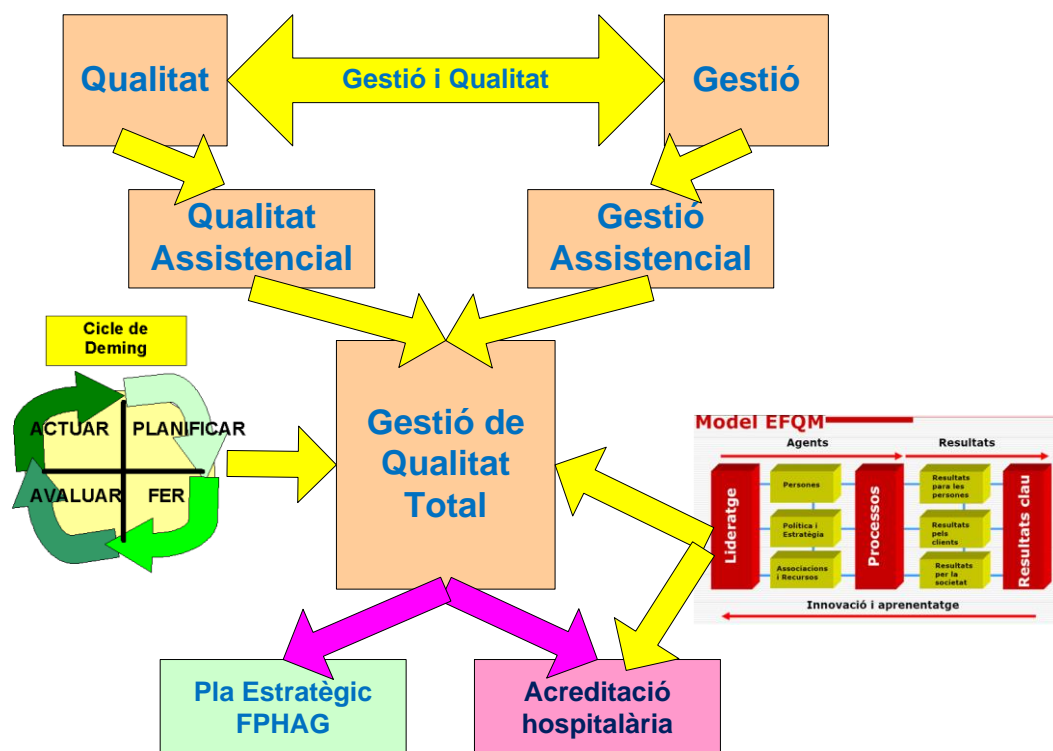 Qualitat
Gestió i Qualitat
Gestió
Qualitat
Assistencial
Gestió
Assistencial
Cicle de
Deming
ACTUAR
PLANIFICAR
AVALUAR
FER
Gestió de
Qualitat
Total
Model EFQM
Agents
Resultats
Lideratge
Persones
Política i
Estratègia
Associacions
i Recursos
Processos
Resultats
para les
persones
Resultats
pels
clients
Resultats
per la
societat
Resultats clau
Innovació i aprenentatge
Pla Estratègic
FPHAG
Acreditació
hospitalària